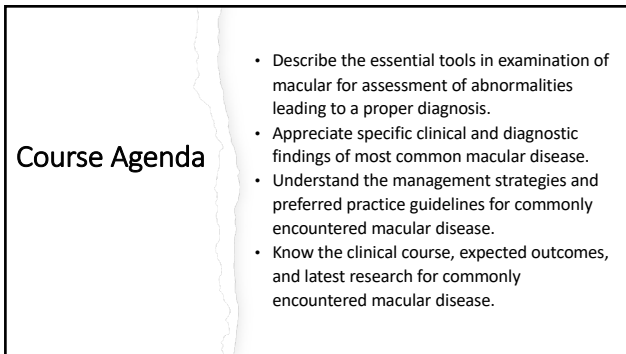 Course Agenda
• Describe the essential tools in examination of
macular for assessment of abnormalities
leading to a proper diagnosis.
• Appreciate specific clinical and diagnostic
findings of most common macular disease.
• Understand the management strategies and
preferred practice guidelines for commonly
encountered macular disease.
• Know the clinical course, expected outcomes,
and latest research for commonly
encountered macular disease.